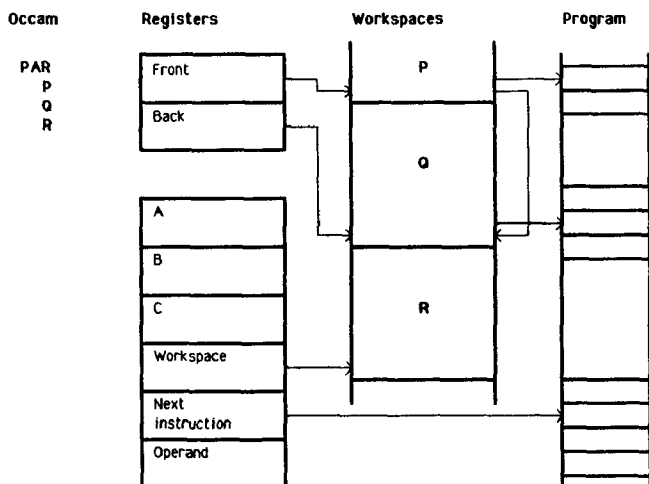 Occam Registers Workspaces Program
PAR
P
Q
R
Front
Back
A
B
C
Workspace
Next
instruction
Operand
P
Q
R